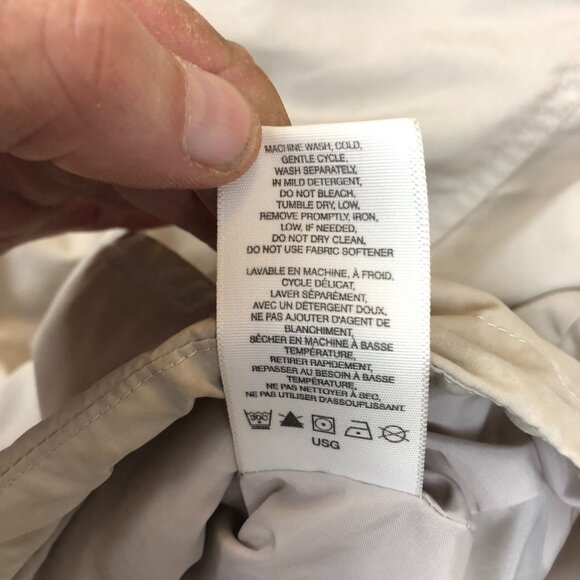 MACHINE WASH, COLD,
GENTLE CYCLE,
WASH SEPARATELY,
IN MILD DETERGENT,
DO NOT BLEACH,
TUMBLE DRY, LOW,
REMOVE PROMPTLY, IRON,
LOW, IF NEEDED,
DO NOT DRY CLEAN,
DO NOT USE FABRIC SOFTENER
LAVABLE EN MACHINE, À FROID,
CYCLE DÉLICAT,
LAVER SÉPARÉMENT,
AVEC UN DÉTERGENT DOUX,
NE PAS AJOUTER D'AGENT DE
BLANCHIMENT,
SÉCHER EN MACHINE À BASSE
TEMPÉRATURE,
RETIRER RAPIDEMENT,
REPASSER AU BESOIN À BASSE
TEMPÉRATURE,
NE PAS NETTOYER À SEC,
NE PAS UTILISER D'ASSOUPLISSANT.
30C
USG